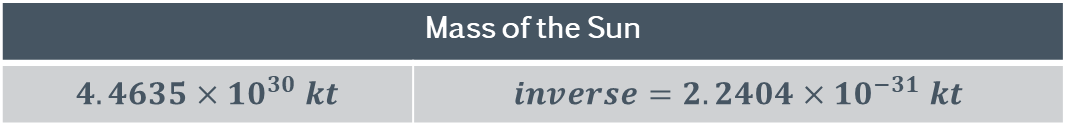 Mass of the Sun
4.4635 × 10³⁰ kt
inverse = 2.2404 × 10⁻³¹ kt